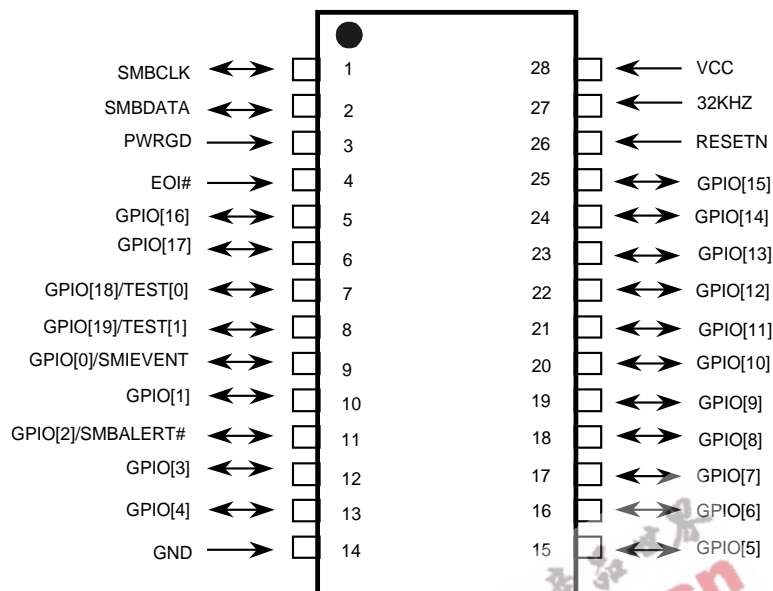 SMBCLK 1 28 VCC
SMBDATA 2 27 32KHZ
PWRGD 3 26 RESETN
EOI# 4 25 GPIO[15]
GPIO[16] 5 24 GPIO[14]
GPIO[17] 6 23 GPIO[13]
GPIO[18]/TEST[0] 7 22 GPIO[12]
GPIO[19]/TEST[1] 8 21 GPIO[11]
GPIO[0]/SMIEVENT 9 20 GPIO[10]
GPIO[1] 10 19 GPIO[9]
GPIO[2]/SMBALERT# 11 18 GPIO[8]
GPIO[3] 12 17 GPIO[7]
GPIO[4] 13 16 GPIO[6]
GND 14 15 GPIO[5]